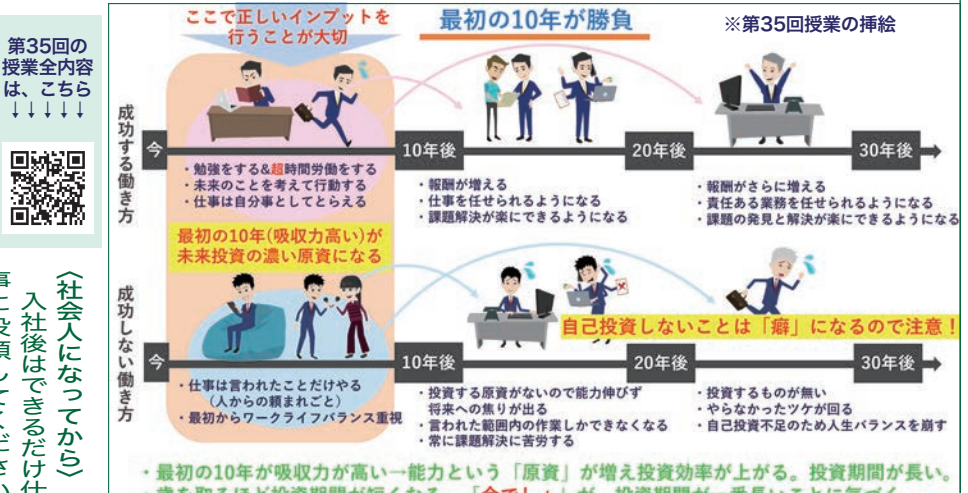 第35回の
授業全内容
は、こちら
↓↓↓↓↓
ここで正しいインプットを
行うことが大切
最初の10年が勝負
※第35回授業の挿絵
成功する働き方
今
10年後
20年後
30年後
・勉強をする&超時間労働をする
・未来のことを考えて行動する
・仕事は自分事としてとらえる
・報酬が増える
・仕事を任せられるようになる
・課題解決が楽にできるようになる
・報酬がさらに増える
・責任ある業務を任せられるようになる
・課題の発見と解決が楽にできるようになる
最初の10年(吸収力高い)が
未来投資の濃い原資になる
成功しない働き方
自己投資しないことは「癖」になるので注意！
今
10年後
20年後
30年後
・仕事は言われたことだけやる
(人からの頼まれごと)
・最初からワークライフバランス重視
・投資する原資がないので能力伸びず
将来への焦りが出る
・言われた範囲内の作業しかできなくなる
・常に課題解決に苦労する
・投資するものが無い
・やらなかったツケが回る
・自己投資不足のため人生バランスを崩す
・最初の10年が吸収力が高い→能力という「原資」が増え投資効率が上がる。投資期間が長い。
〈社会人になってから〉
入社後はできるだけ仕
事に没頭してください